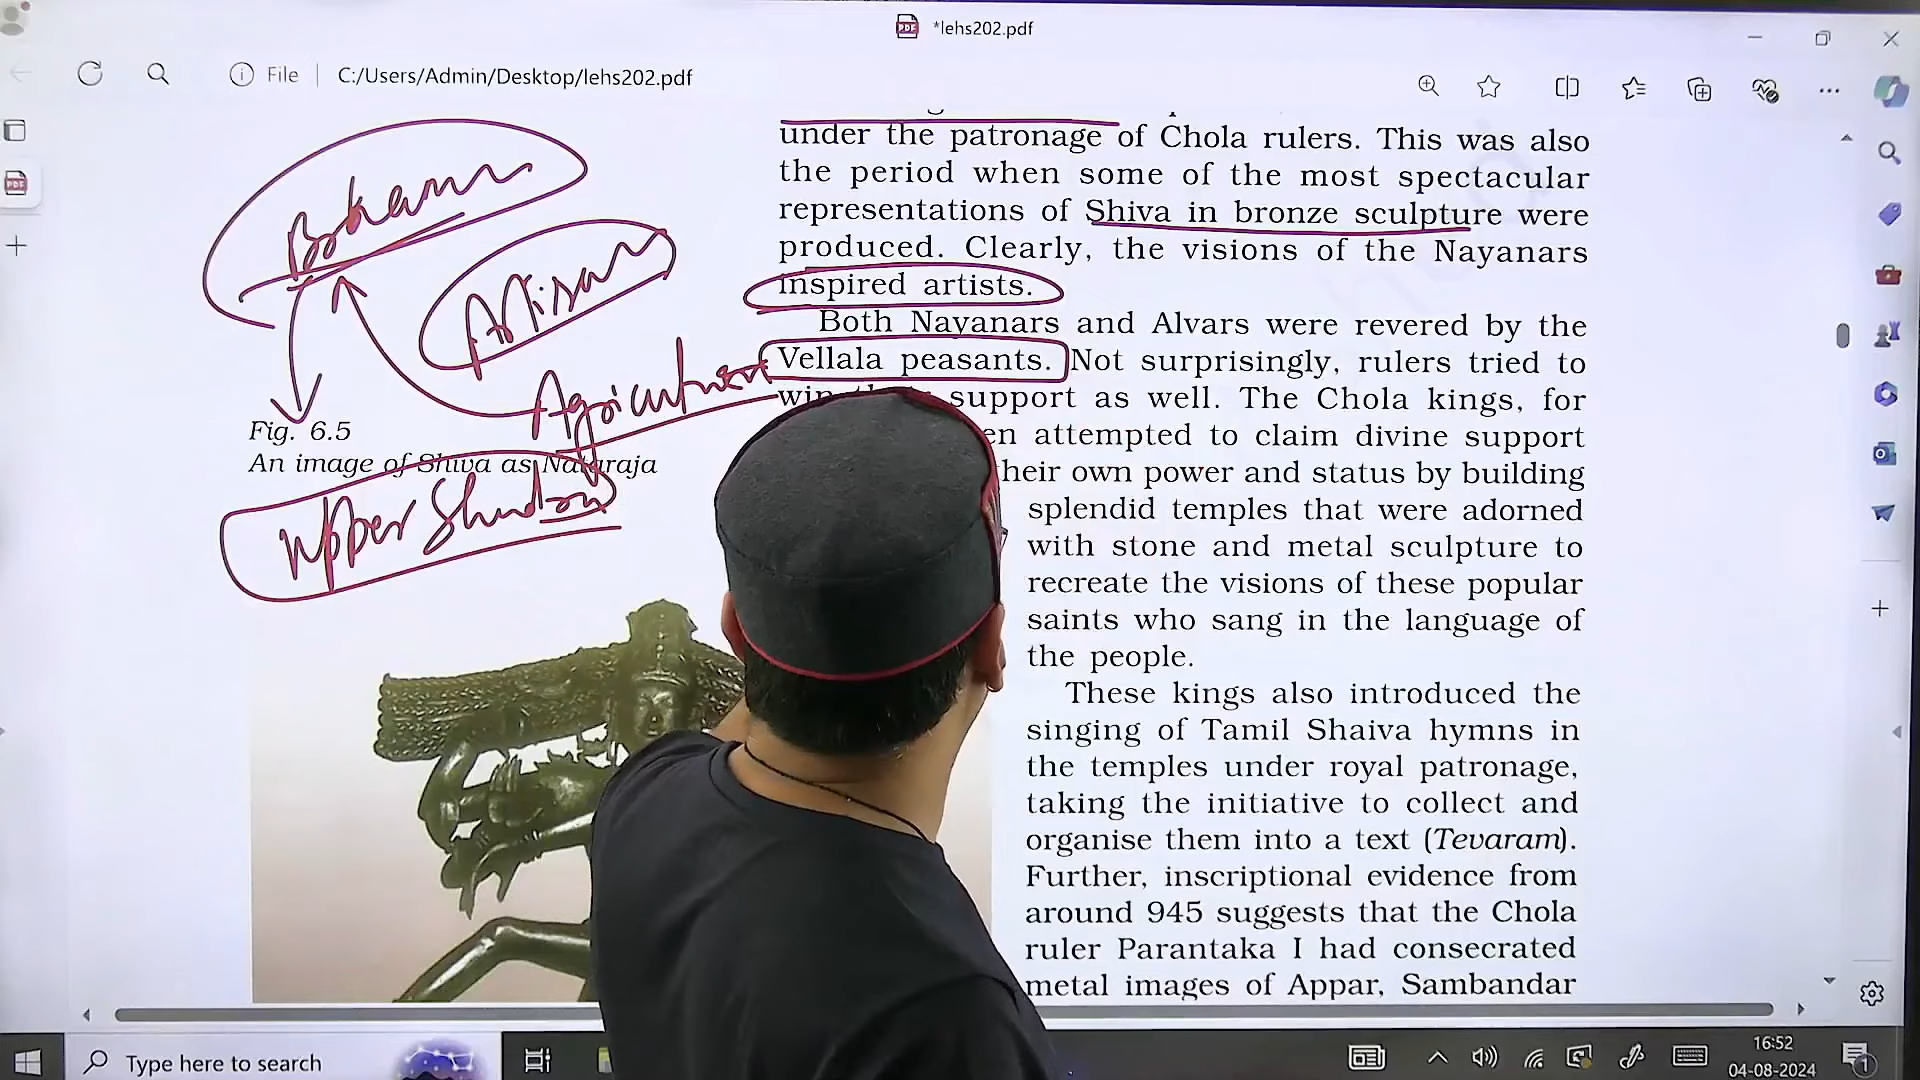 *lehs202.pdf
File
C:/Users/Admin/Desktop/lehs202.pdf
under the patronage of Chola rulers. This was also
the period when some of the most spectacular
representations of Shiva in bronze sculpture were
produced. Clearly, the visions of the Nayanars
inspired artists.
Both Nayanars and Alvars were revered by the
Vellala peasants. Not surprisingly, rulers tried to
win support as well. The Chola kings, for
attempted to claim divine support
their own power and status by building
splendid temples that were adorned
with stone and metal sculpture to
recreate the visions of these popular
saints who sang in the language of
the people.
These kings also introduced the
singing of Tamil Shaiva hymns in
the temples under royal patronage,
taking the initiative to collect and
organise them into a text (Tevaram).
Further, inscriptional evidence from
around 945 suggests that the Chola
ruler Parantaka I had consecrated
metal images of Appar, Sambandar
Artisan
Fig. 6.5
An image of Shiva as Nataraja
Upper Shudra
Type here to search
16:52
04-08-2024
1